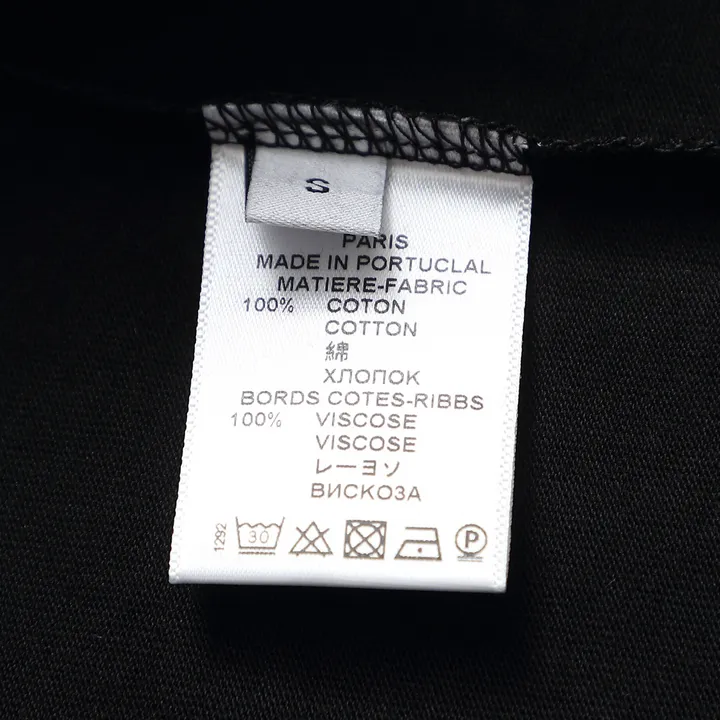 S
PARIS
MADE IN PORTUCLAL
MATIERE-FABRIC
100% COTON
COTTON
綿
ХЛОПОК
BORDS COTES-RIBBS
100% VISCOSE
VISCOSE
レーヨソ
ВИСКОЗА
1292
30
P